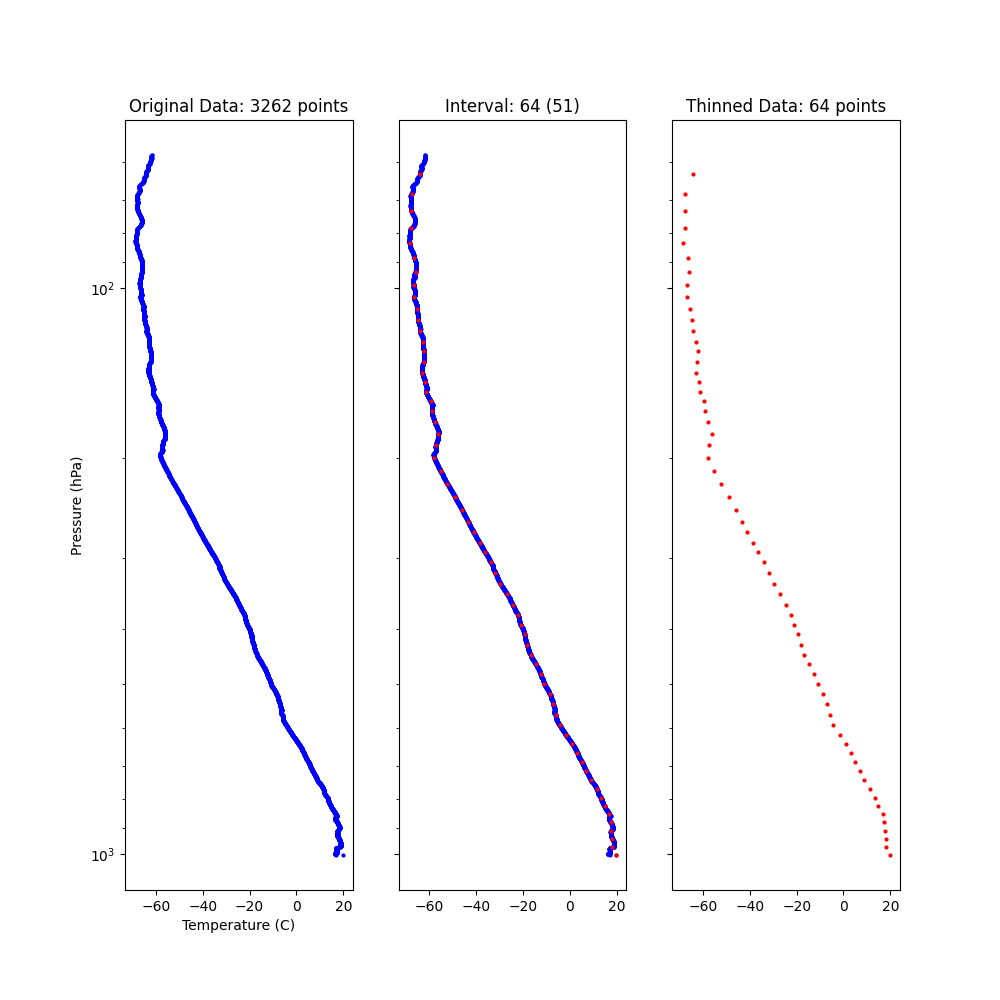 Original Data: 3262 points
Interval: 64 (51)
Thinned Data: 64 points
10²
10³
Pressure (hPa)
−60 −40 −20 0 20
−60 −40 −20 0 20
−60 −40 −20 0 20
Temperature (C)